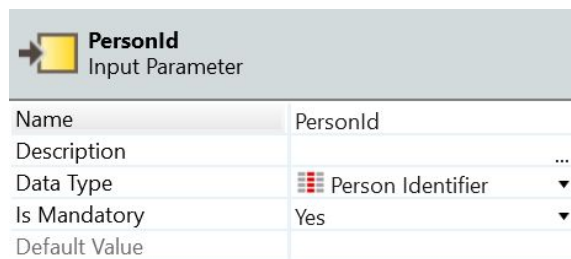 PersonId
Input Parameter
Name PersonId
Description ...
Data Type Person Identifier
Is Mandatory Yes
Default Value